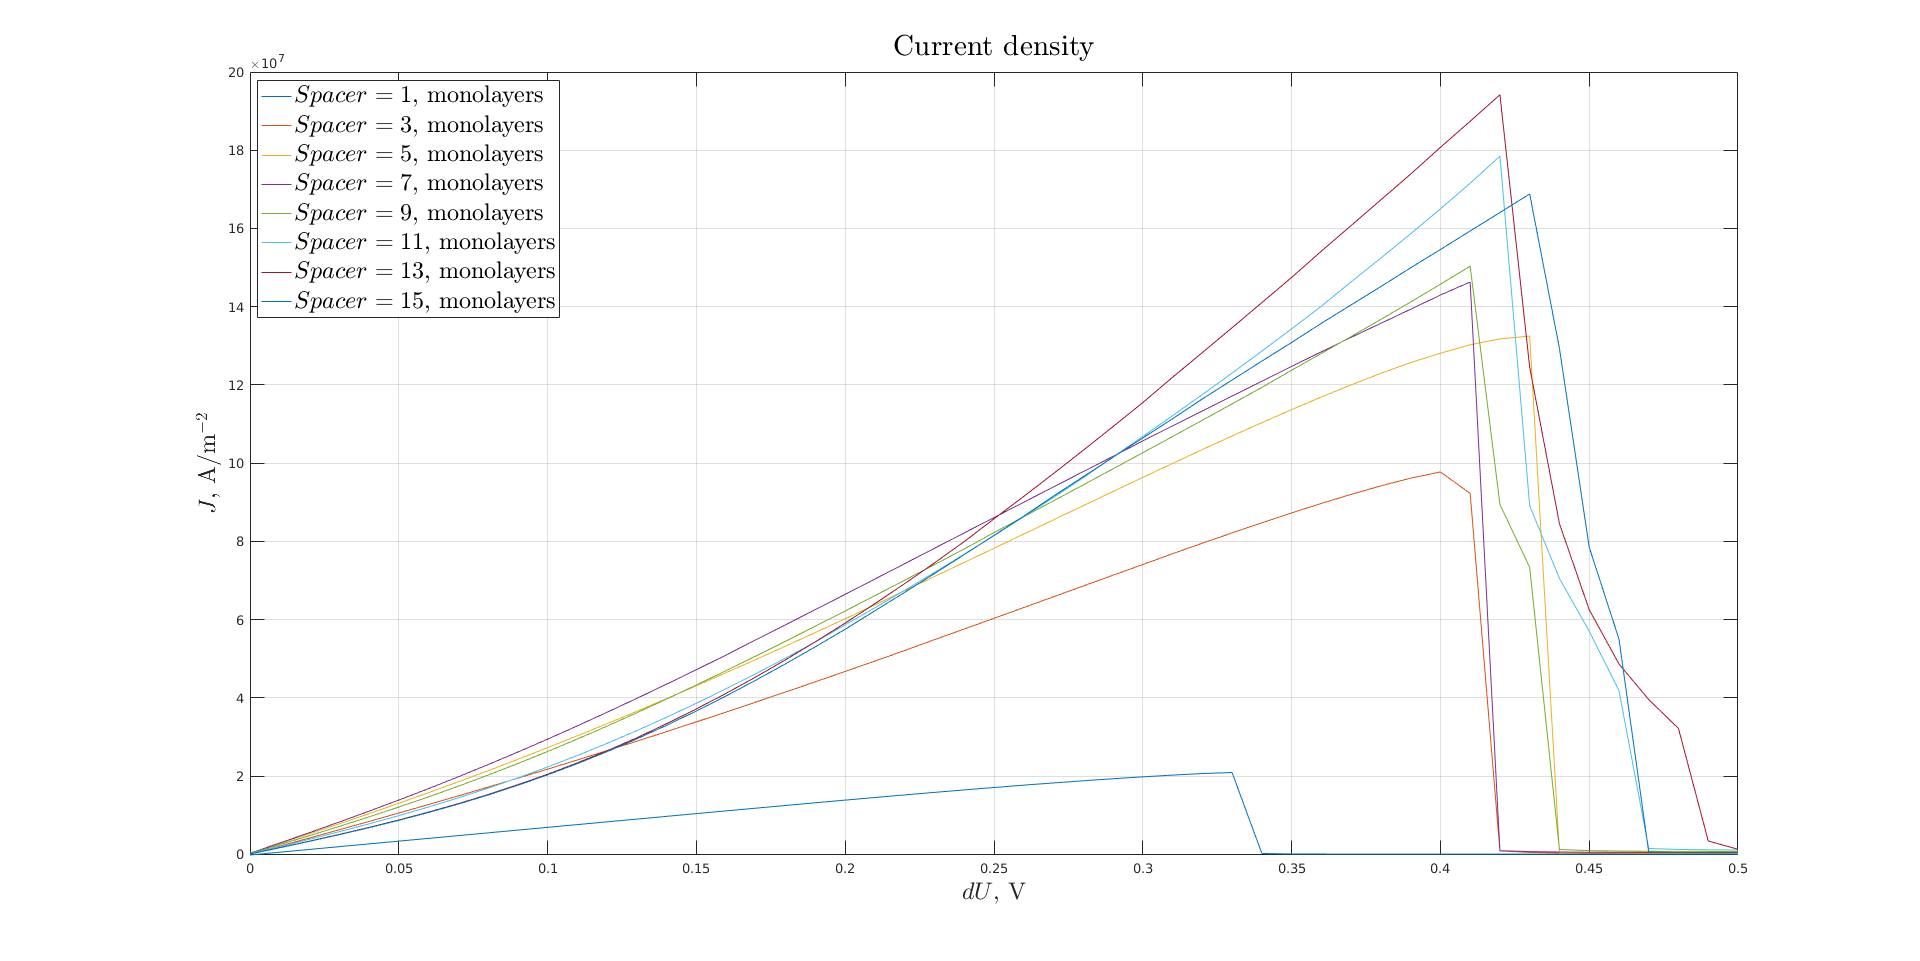 Current density
×10⁷
20
18
16
14
12
10
8
6
4
2
0
J, A/m⁻²
Spacer = 1, monolayers
Spacer = 3, monolayers
Spacer = 5, monolayers
Spacer = 7, monolayers
Spacer = 9, monolayers
Spacer = 11, monolayers
Spacer = 13, monolayers
Spacer = 15, monolayers
0 0.05 0.1 0.15 0.2 0.25 0.3 0.35 0.4 0.45 0.5
dU, V